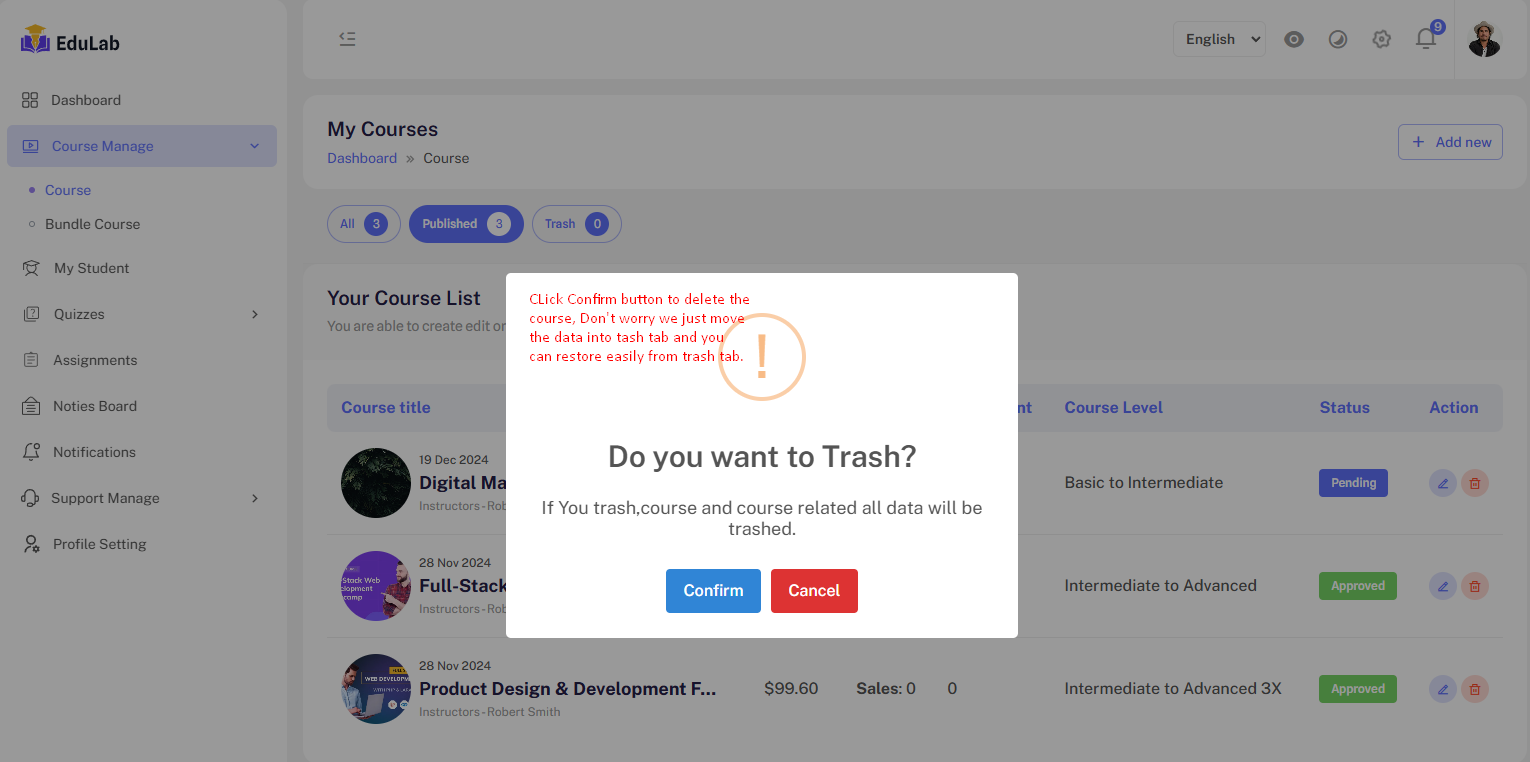 EduLab
English
9
Dashboard
Course Manage
Course
Bundle Course
My Student
Quizzes
Assignments
Noties Board
Notifications
Support Manage
Profile Setting
My Courses
Dashboard » Course
+ Add new
All 3
Published 3
Trash 0
Your Course List
You are able to create edit or
CLick Confirm button to delete the
course, Don't worry we just move
the data into tash tab and you
can restore easily from trash tab.
!
Do you want to Trash?
If You trash,course and course related all data will be
trashed.
Confirm Cancel
Course title nt Course Level Status Action
19 Dec 2024
Digital Ma Basic to Intermediate Pending
Instructors - Rob
Stack Web
28 Nov 2024
Full-Stack Intermediate to Advanced Approved
Instructors - Rob
WEB DEVELOPM
28 Nov 2024
Product Design & Development F... $99.60 Sales: 0 0 Intermediate to Advanced 3X Approved
Instructors - Robert Smith